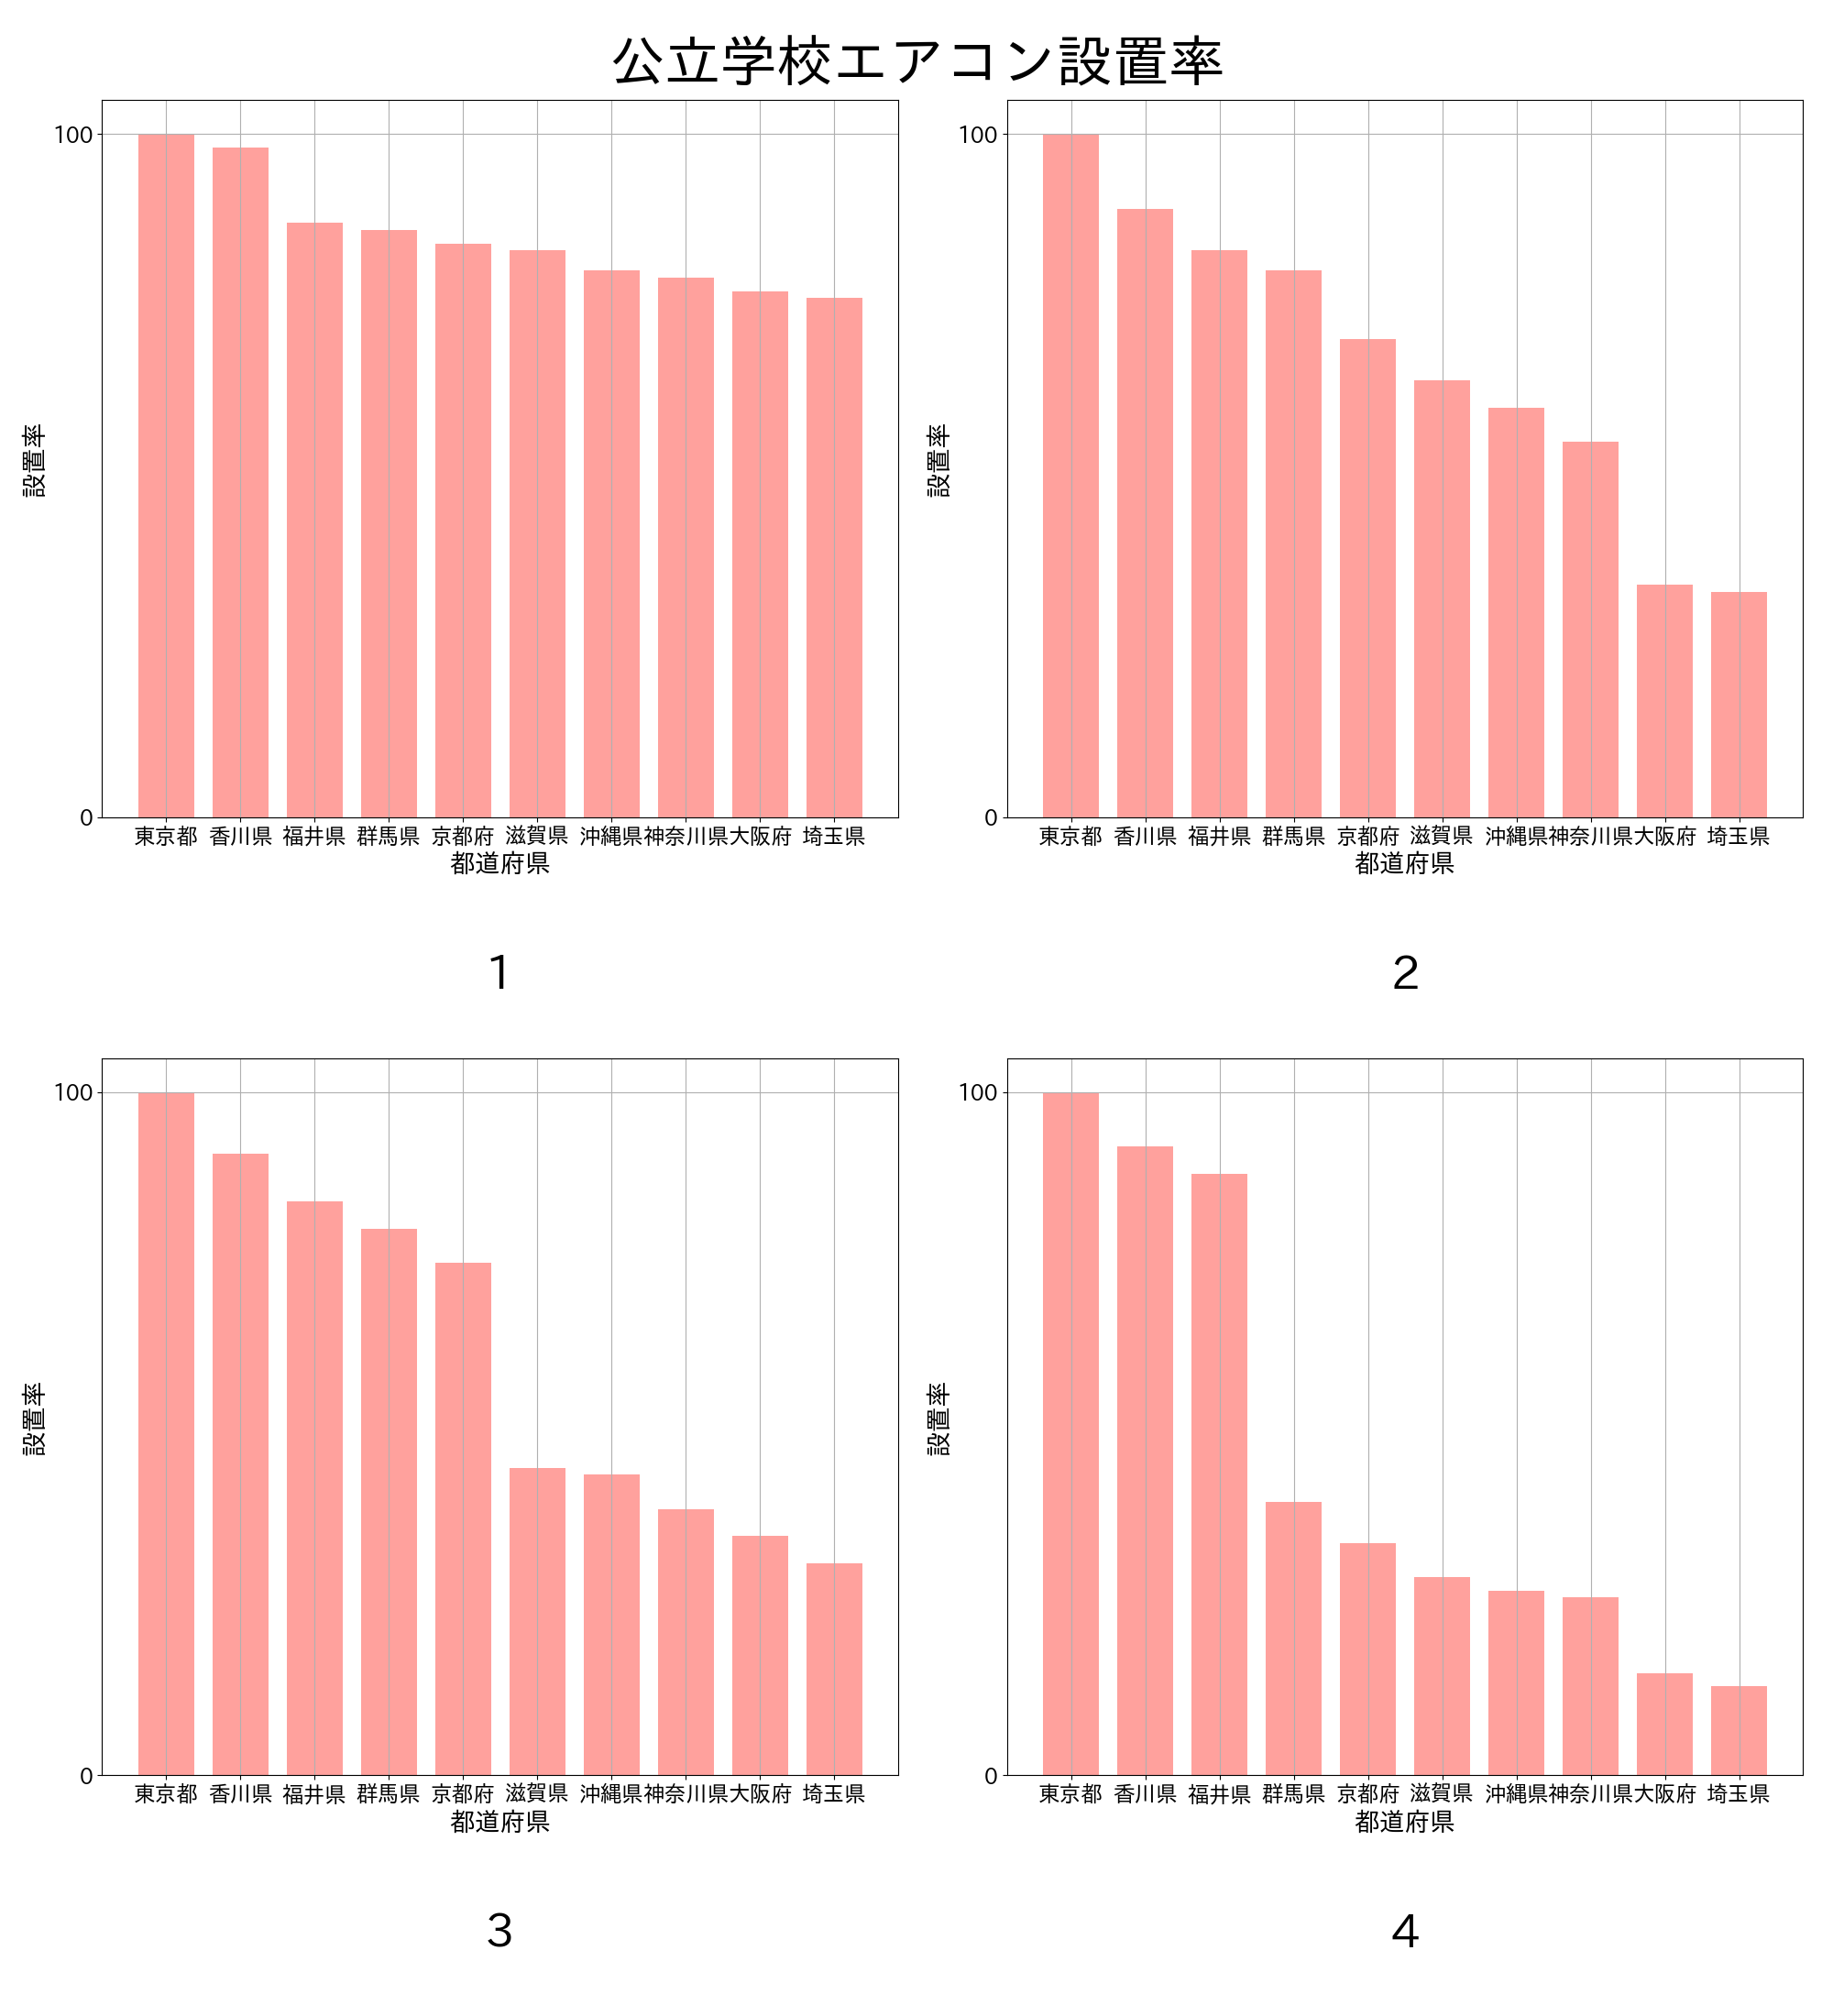 公立学校エアコン設置率
100
0
設置率
東京都 香川県 福井県 群馬県 京都府 滋賀県 沖縄県 神奈川県 大阪府 埼玉県
都道府県
1
100
0
設置率
東京都 香川県 福井県 群馬県 京都府 滋賀県 沖縄県 神奈川県 大阪府 埼玉県
都道府県
2
100
0
設置率
東京都 香川県 福井県 群馬県 京都府 滋賀県 沖縄県 神奈川県 大阪府 埼玉県
都道府県
3
100
0
設置率
東京都 香川県 福井県 群馬県 京都府 滋賀県 沖縄県 神奈川県 大阪府 埼玉県
都道府県
4